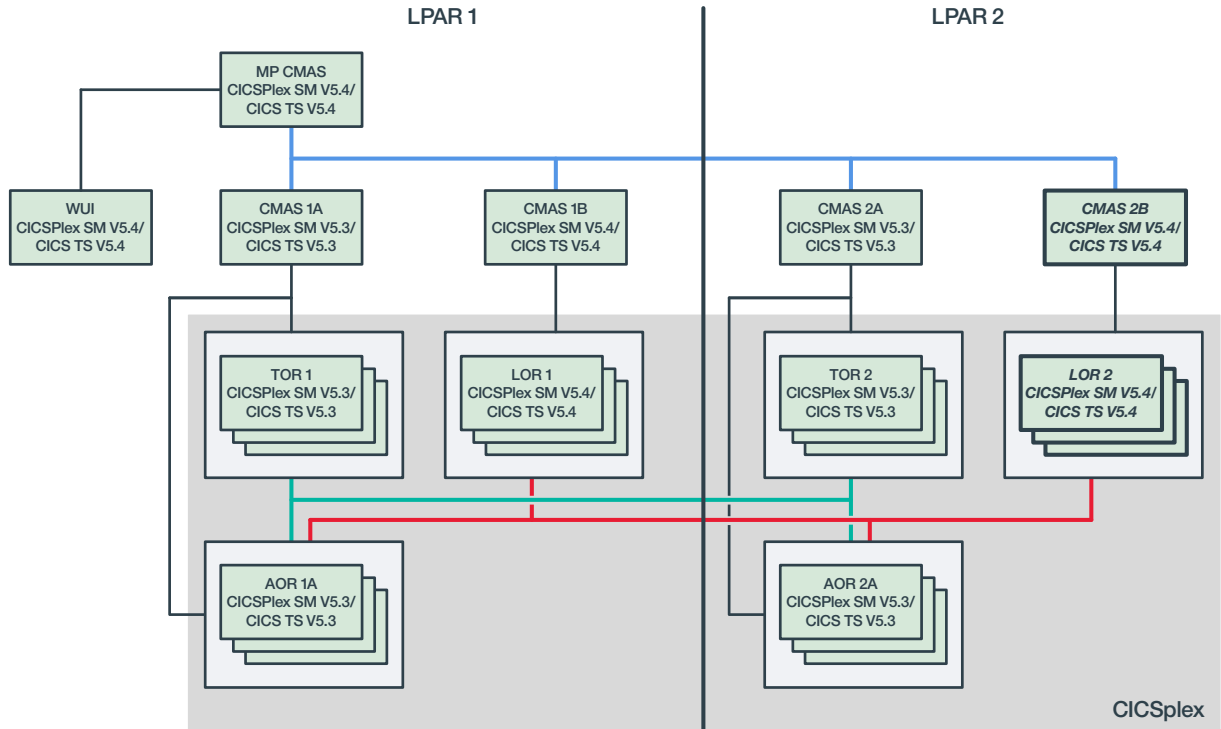 LPAR 1
LPAR 2
MP CMAS
CICSPlex SM V5.4/
CICS TS V5.4
WUI
CICSPlex SM V5.4/
CICS TS V5.4
CMAS 1A
CICSPlex SM V5.3/
CICS TS V5.3
CMAS 1B
CICSPlex SM V5.4/
CICS TS V5.4
CMAS 2A
CICSPlex SM V5.3/
CICS TS V5.3
CMAS 2B
CICSPlex SM V5.4/
CICS TS V5.4
TOR 1
CICSPlex SM V5.3/
CICS TS V5.3
LOR 1
CICSPlex SM V5.4/
CICS TS V5.4
TOR 2
CICSPlex SM V5.3/
CICS TS V5.3
LOR 2
CICSPlex SM V5.4/
CICS TS V5.4
AOR 1A
CICSPlex SM V5.3/
CICS TS V5.3
AOR 2A
CICSPlex SM V5.3/
CICS TS V5.3
CICSplex